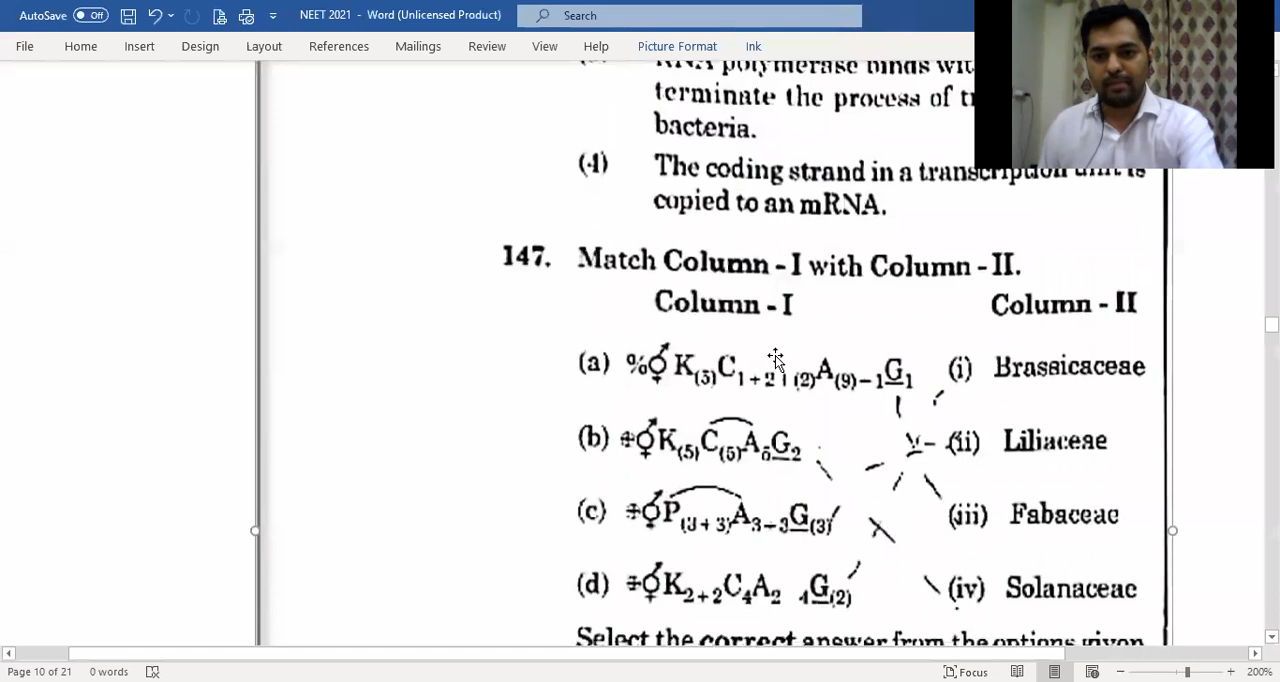 AutoSave Off NEET 2021 - Word (Unlicensed Product) Search
File Home Insert Design Layout References Mailings Review View Help Picture Format Ink
RNA polymerase binds
terminate the process of
bacteria.
(4) The coding strand in a transcription unit is
copied to an mRNA.
147. Match Column - I with Column - II.
Column - I Column - II
(a) %⚥K(5)C1+2+(2)A(9)-1G1 (i) Brassicaceae
(b) ⊕⚥K(5)C(5)A5G2 (ii) Liliaceae
(c) ⊕⚥P(3+3)A3+3G(3) (iii) Fabaceae
(d) ⊕⚥K2+2C4A2 4G(2) (iv) Solanaceae
Select the correct answer from the options given
Page 10 of 21 0 words Focus 200%